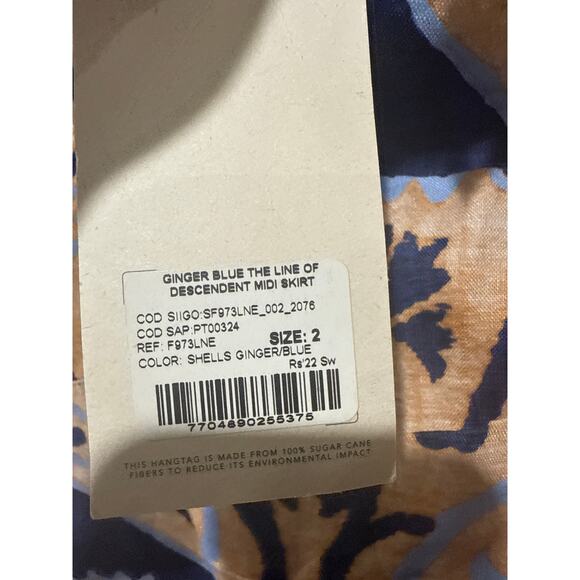 GINGER BLUE THE LINE OF
DESCENDENT MIDI SKIRT
COD SIIGO:SF973LNE_002_2076
COD SAP:PT00324
REF: F973LNE SIZE: 2
COLOR: SHELLS GINGER/BLUE
Rs'22 Sw
7704690255375
THIS HANGTAG IS MADE FROM 100% SUGAR CANE
FIBERS TO REDUCE ITS ENVIRONMENTAL IMPACT